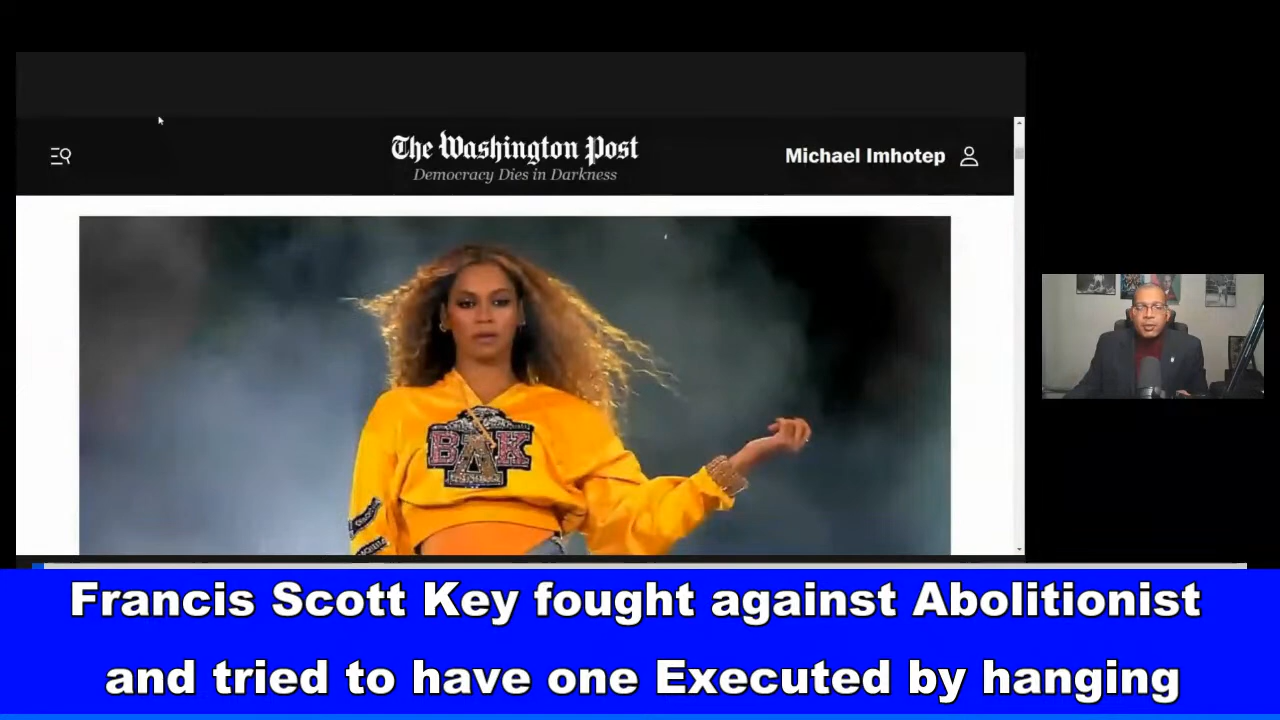 The Washington Post
Democracy Dies in Darkness
Michael Imhotep
BAK
Francis Scott Key fought against Abolitionist
and tried to have one Executed by hanging